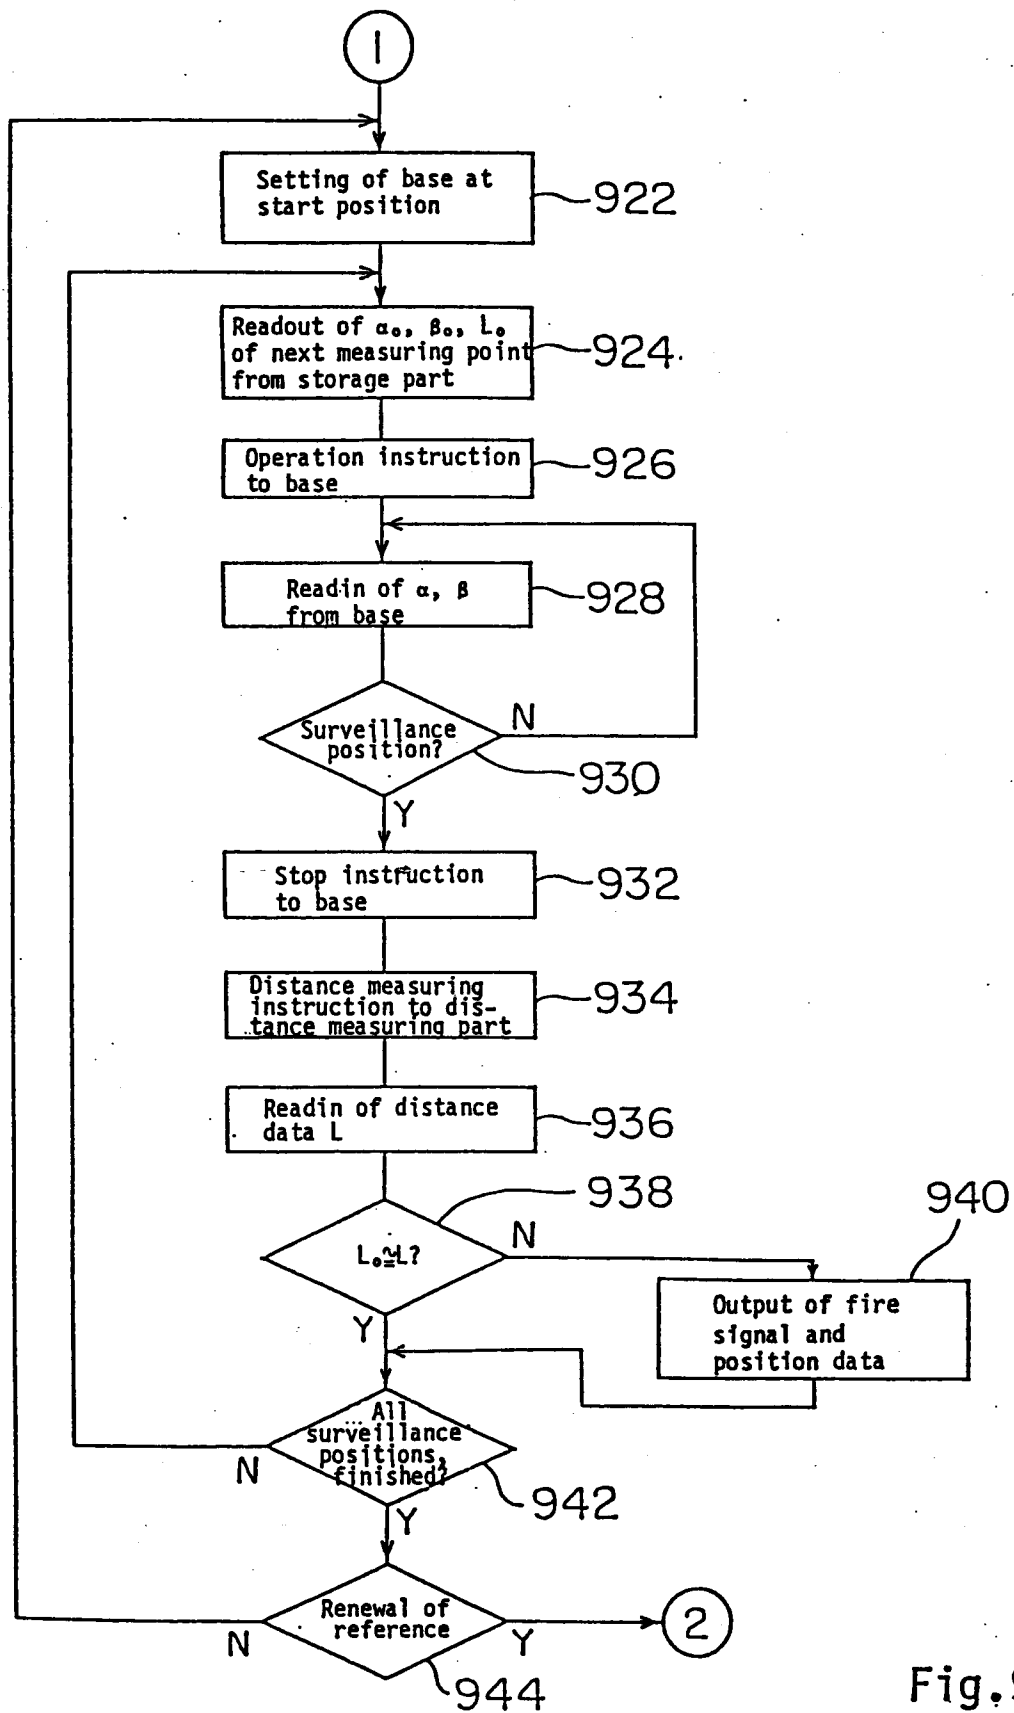 1
Setting of base at
start position
922
Readout of α₀, β₀, L₀
of next measuring point
from storage part
924
Operation instruction
to base
926
Readin of α, β
from base
928
Surveillance
position?
N
930
Y
Stop instruction
to base
932
Distance measuring
instruction to dis-
tance measuring part
934
Readin of distance
data L
936
938
L₀≅L?
N
940
Output of fire
signal and
position data
Y
All
surveillance
positions,
finished?
N
942
Y
Renewal of
reference
N
Y
2
944
Fig.9